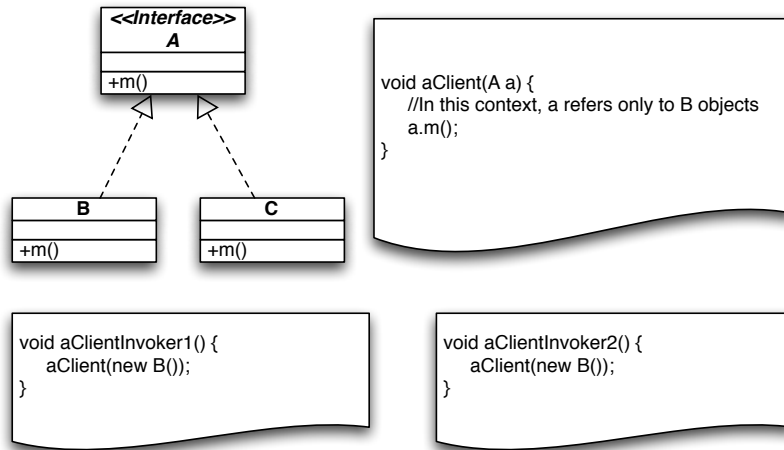 <<Interface>>
A
+m()
void aClient(A a) {
//In this context, a refers only to B objects
a.m();
}
B
+m()
C
+m()
void aClientInvoker1() {
aClient(new B());
}
void aClientInvoker2() {
aClient(new B());
}